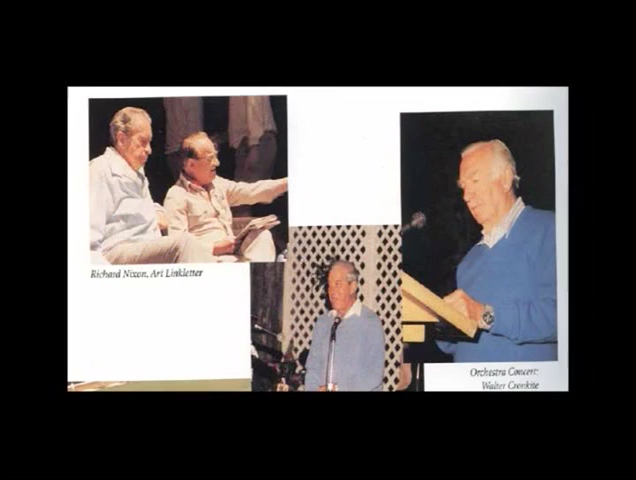 Richard Nixon, Art Linkletter
Orchestra Concert:
Walter Cronkite